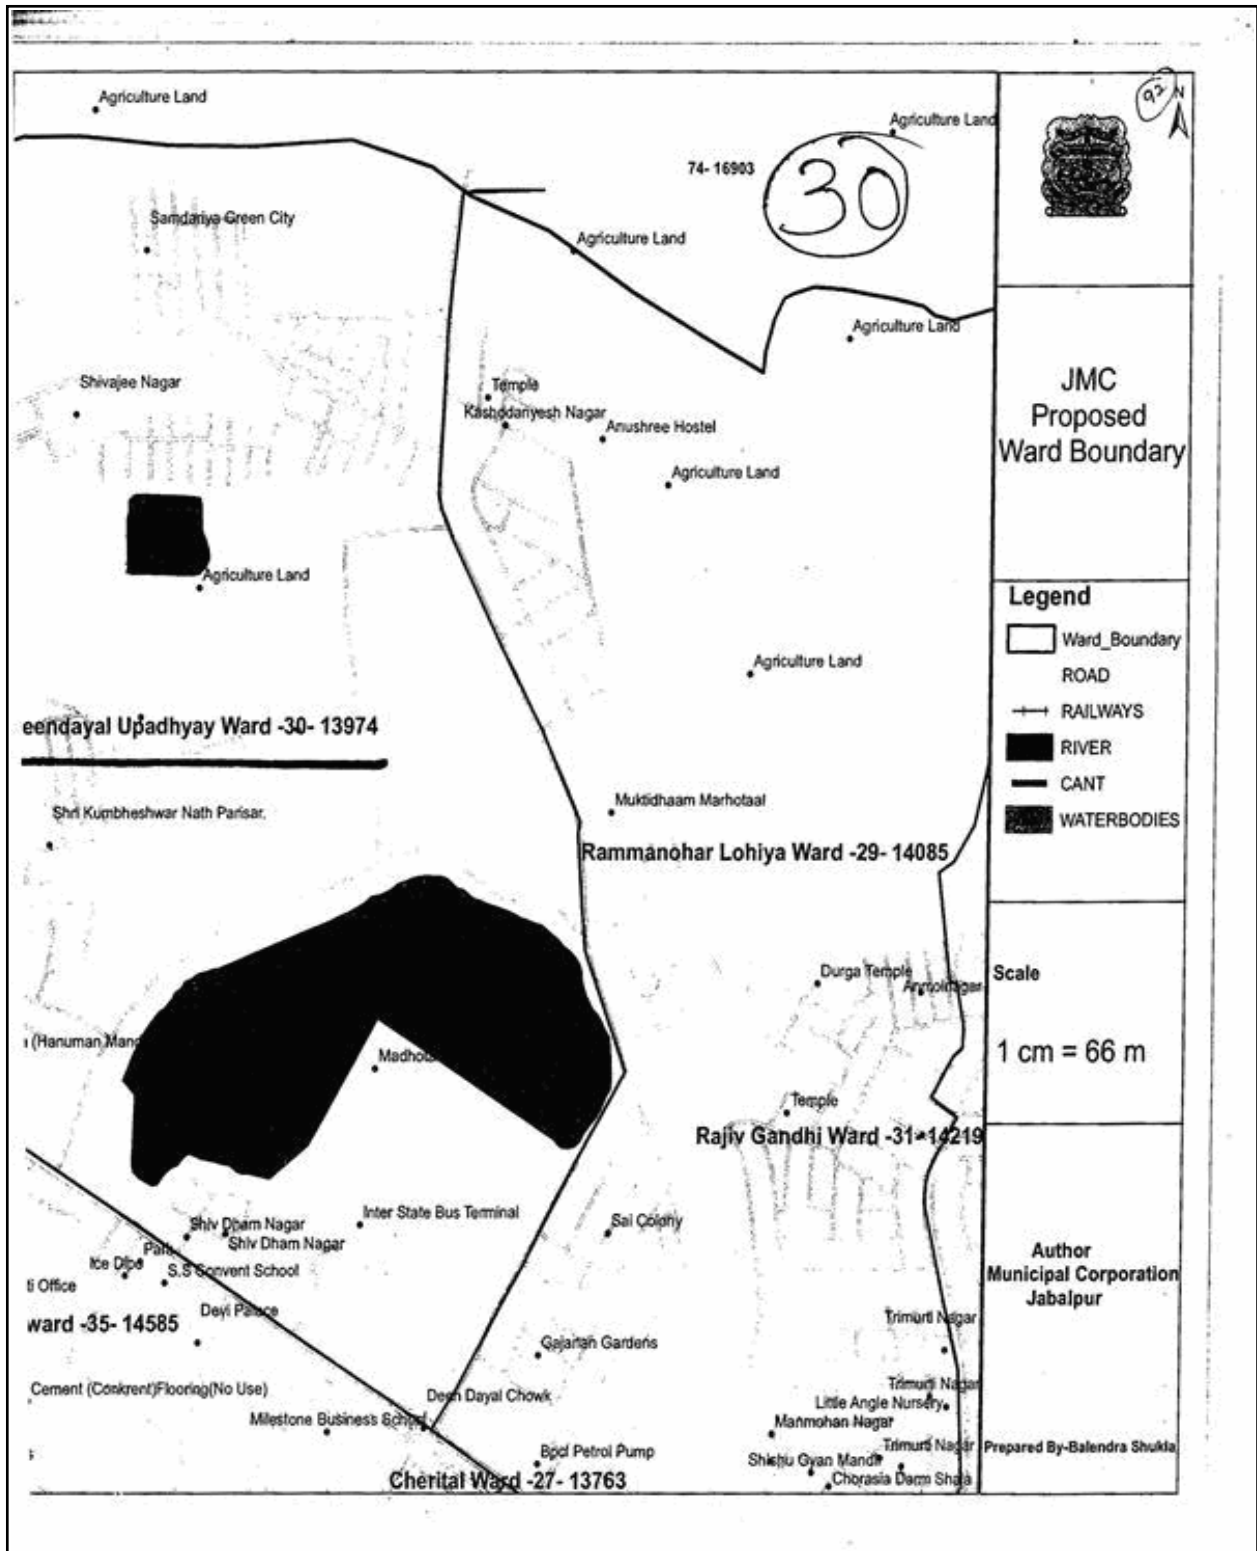 92
N
Agriculture Land
Agriculture Land
74- 16903
30
Samdariya Green City
Agriculture Land
Agriculture Land
JMC
Proposed
Ward Boundary
Shivajee Nagar
Temple
Kashodanyesh Nagar
Anushree Hostel
Agriculture Land
Agriculture Land
Legend
Ward_Boundary
ROAD
RAILWAYS
RIVER
CANT
WATERBODIES
Agriculture Land
eendayal Upadhyay Ward -30- 13974
Muktidhaam Marhotaal
Shri Kumbheshwar Nath Parisar,
Rammanohar Lohiya Ward -29- 14085
Durga Temple
Anmolnagar
Scale
1 cm = 66 m
(Hanuman Mand
Madhota
Temple
Rajiv Gandhi Ward -31- 14219
Inter State Bus Terminal
Sai Colony
Shiv Dham Nagar
Shiv Dham Nagar
Park
Ice Dipo
S.S Convent School
ti Office
Author
Municipal Corporation
Jabalpur
Devi Palace
ward -35- 14585
Trimurti Nagar
Gajanan Gardens
Cement (Conkrent)Flooring(No Use)
Deen Dayal Chowk
Trimurti Nagar
Little Angle Nursery
Milestone Business School
Manmohan Nagar
Trimurti Nagar
Prepared By-Balendra Shukla
Bpcl Petrol Pump
Shishu Gyan Mandir
Cherital Ward -27- 13763
Chorasia Darm Shala